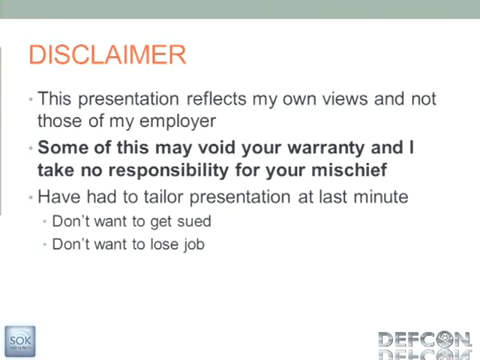 DISCLAIMER
• This presentation reflects my own views and not
those of my employer
• Some of this may void your warranty and I
take no responsibility for your mischief
• Have had to tailor presentation at last minute
• Don't want to get sued
• Don't want to lose job
SOK
DEFCON